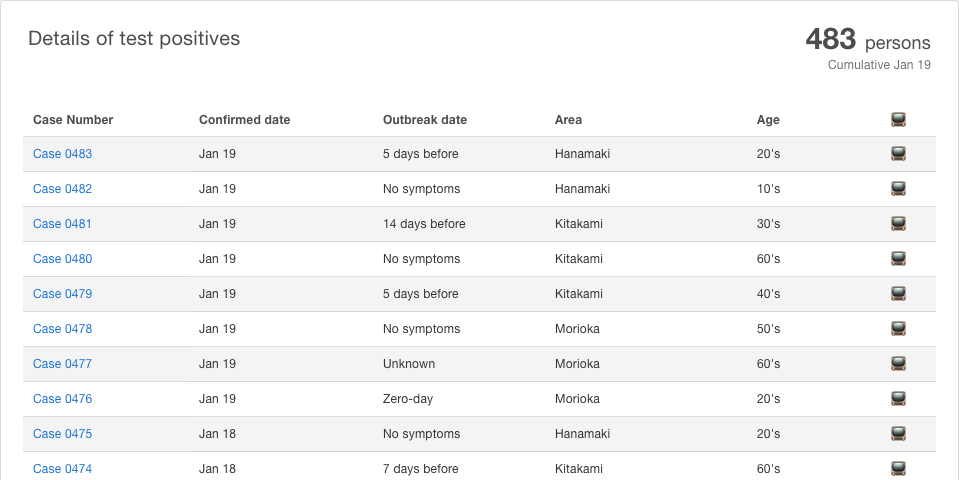 Details of test positives
483 persons
Cumulative Jan 19
Case Number Confirmed date Outbreak date Area Age
Case 0483 Jan 19 5 days before Hanamaki 20's
Case 0482 Jan 19 No symptoms Hanamaki 10's
Case 0481 Jan 19 14 days before Kitakami 30's
Case 0480 Jan 19 No symptoms Kitakami 60's
Case 0479 Jan 19 5 days before Kitakami 40's
Case 0478 Jan 19 No symptoms Morioka 50's
Case 0477 Jan 19 Unknown Morioka 60's
Case 0476 Jan 19 Zero-day Morioka 20's
Case 0475 Jan 18 No symptoms Hanamaki 20's
Case 0474 Jan 18 7 days before Kitakami 60's